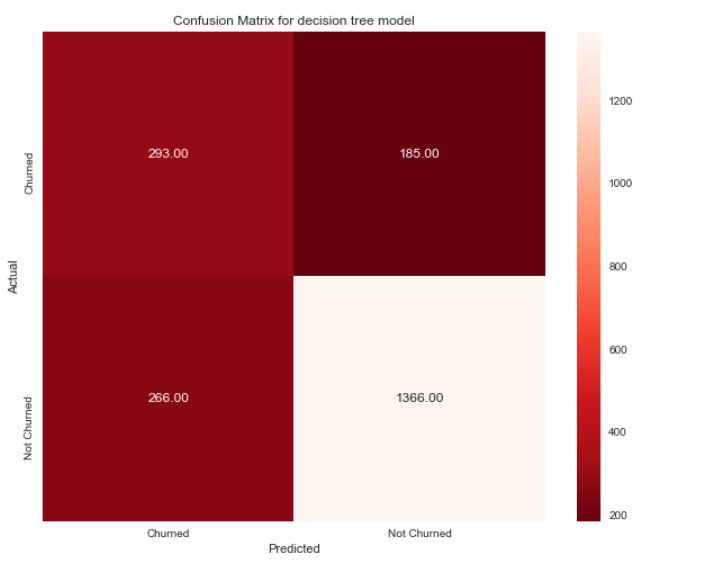 Confusion Matrix for decision tree model
Actual
Churned
293.00
185.00
Not Churned
266.00
1366.00
Churned
Not Churned
Predicted
1200
1000
800
600
400
200